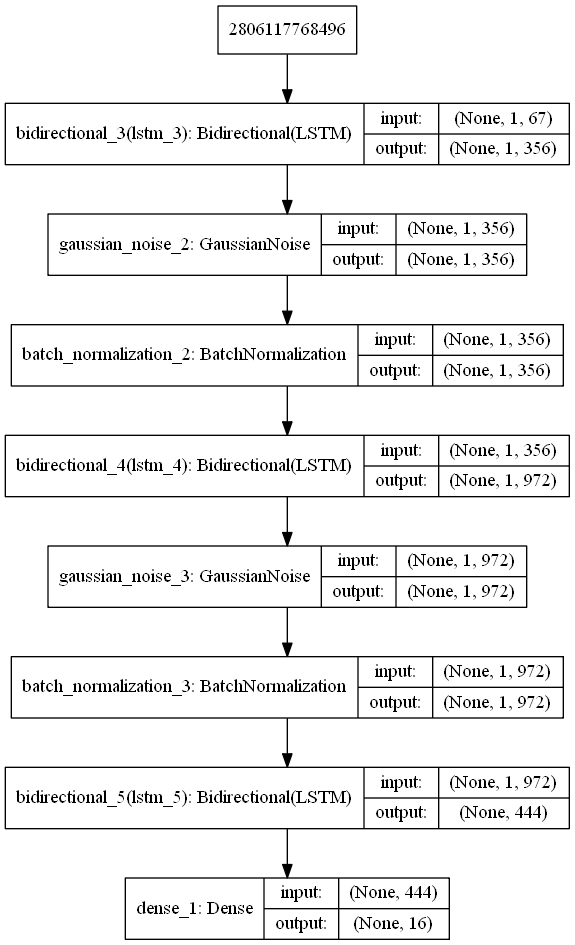 2806117768496
bidirectional_3(lstm_3): Bidirectional(LSTM)
input: (None, 1, 67)
output: (None, 1, 356)
gaussian_noise_2: GaussianNoise
input: (None, 1, 356)
output: (None, 1, 356)
batch_normalization_2: BatchNormalization
input: (None, 1, 356)
output: (None, 1, 356)
bidirectional_4(lstm_4): Bidirectional(LSTM)
input: (None, 1, 356)
output: (None, 1, 972)
gaussian_noise_3: GaussianNoise
input: (None, 1, 972)
output: (None, 1, 972)
batch_normalization_3: BatchNormalization
input: (None, 1, 972)
output: (None, 1, 972)
bidirectional_5(lstm_5): Bidirectional(LSTM)
input: (None, 1, 972)
output: (None, 444)
dense_1: Dense
input: (None, 444)
output: (None, 16)